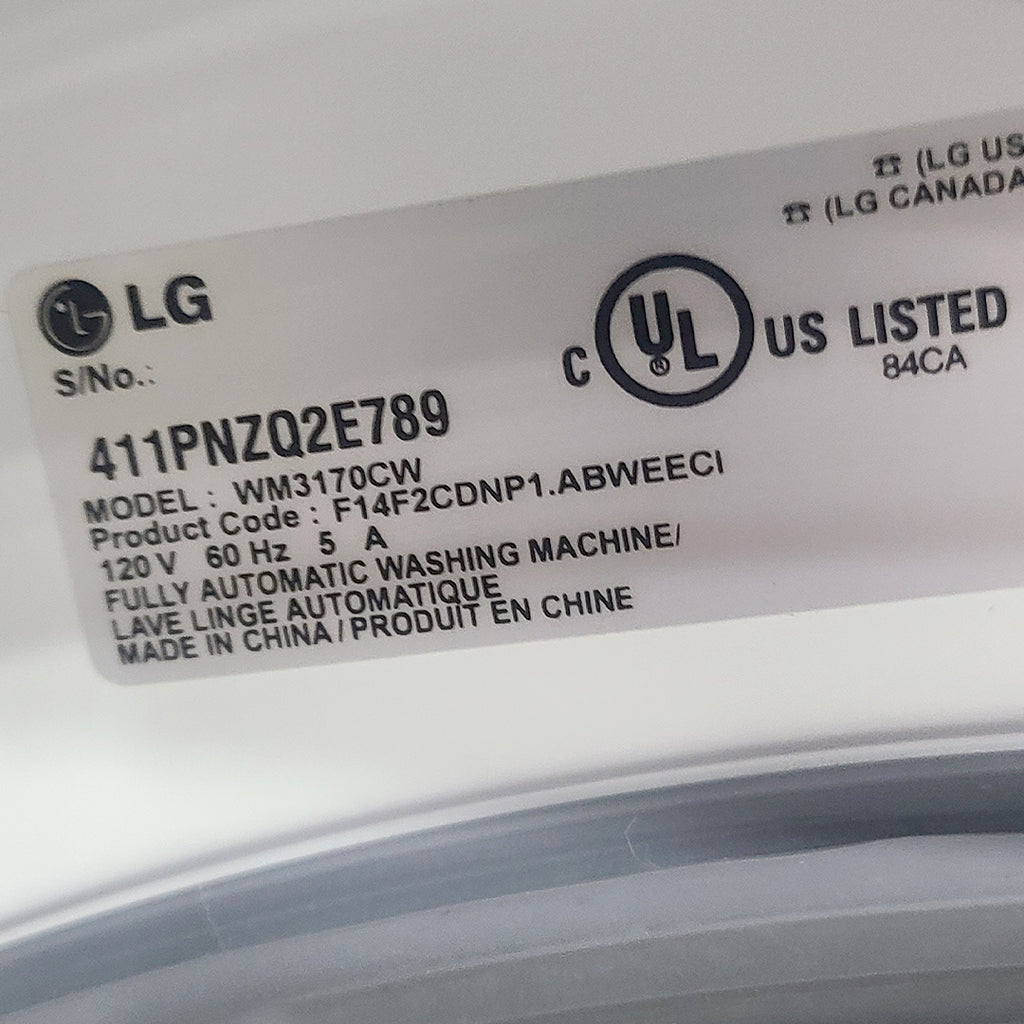 ☎ (LG US
☎ (LG CANADA
LG
S/No.:
411PNZQ2E789
C UL ® US LISTED
84CA
MODEL : WM3170CW
Product Code : F14F2CDNP1.ABWEECI
120 V 60 Hz 5 A
FULLY AUTOMATIC WASHING MACHINE/
LAVE LINGE AUTOMATIQUE
MADE IN CHINA / PRODUIT EN CHINE